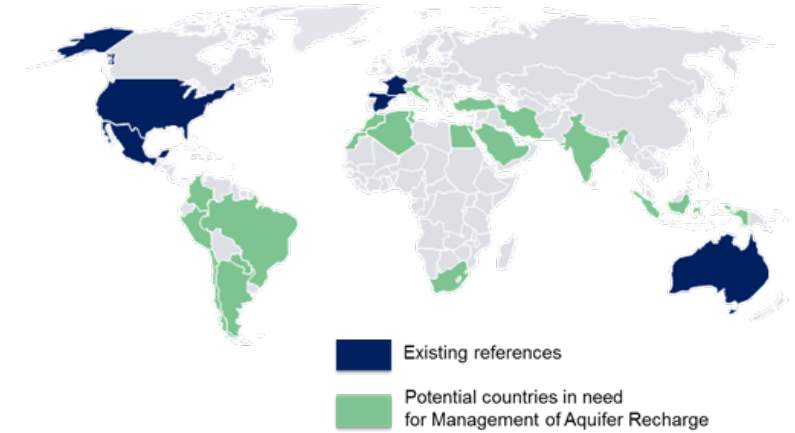 Existing references
Potential countries in need
for Management of Aquifer Recharge